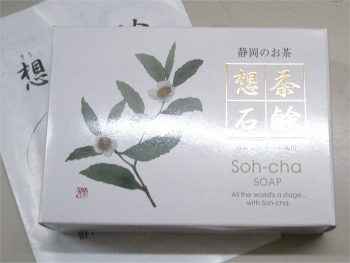 静岡のお茶
想茶
石鹸
Soh-cha
SOAP
All the world's a stage...
with Soh-cha.
想